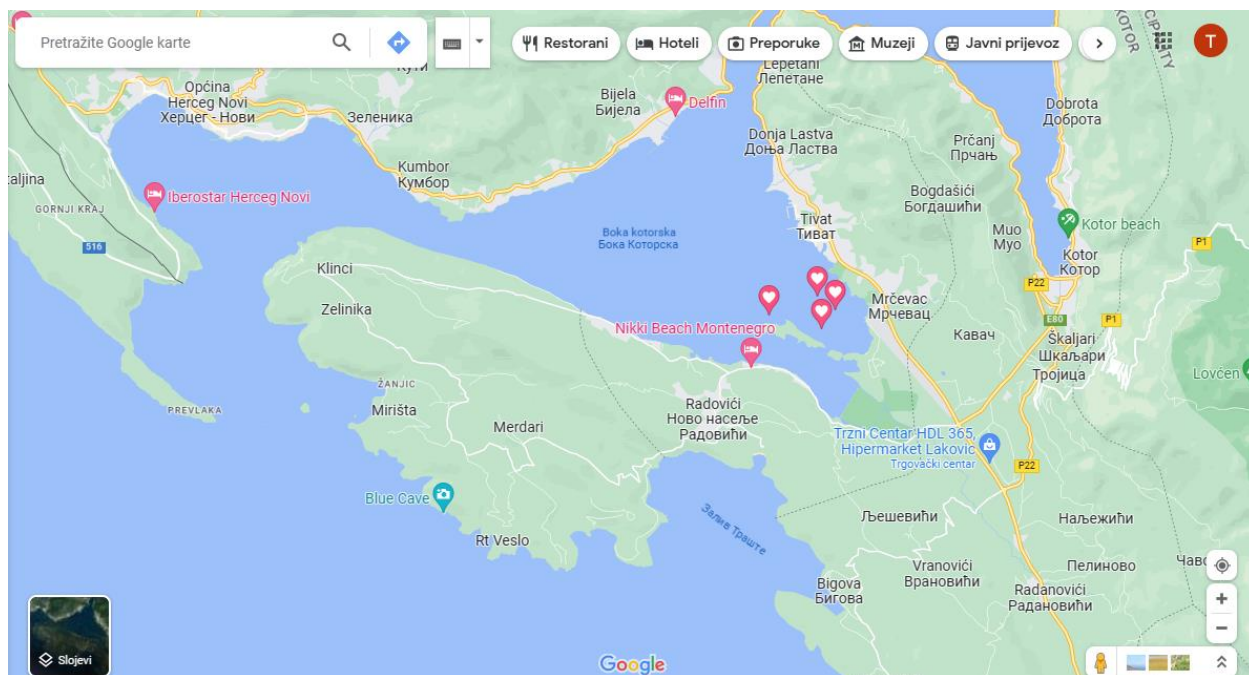 Pretražite Google karte
Restorani
Hoteli
Preporuke
Muzeji
Javni prijevoz
T
KOTOR
Lepetani
Лепетане
Општина
Herceg Novi
Херцег - Нови
Зеленика
Кути
Bijela
Бијела
Delfin
Dobrota
Доброта
Donja Lastva
Доња Ластва
Prčanj
Прчањ
Kumbor
Кумбор
taljina
GORNJI KRAJ
Iberostar Herceg Novi
Bogdašići
Богдашићи
Tivat
Тиват
Muo
Муо
Kotor beach
Boka kotorska
Бока Которска
516
P1
Kotor
Котор
Klinci
P22
Zelinika
Mrčevac
Мрчевац
Nikki Beach Montenegro
Кавач
E80
P1
Škaljari
Шкаљари
Тројица
Lovćen
ŽANJIC
PREVLAKA
Mirišta
Merdari
Radovići
Ново насеље
Радовићи
Trzni Centar HDL 365,
Hipermarket Lakovic
Trgovački centar
P22
Blue Cave
Залив Траште
Љешевићи
Наљежићи
Rt Veslo
Vranovići
Врановићи
Пелиново
Чавс
Bigova
Бигова
Radanovići
Радановићи
Slojevi
Google